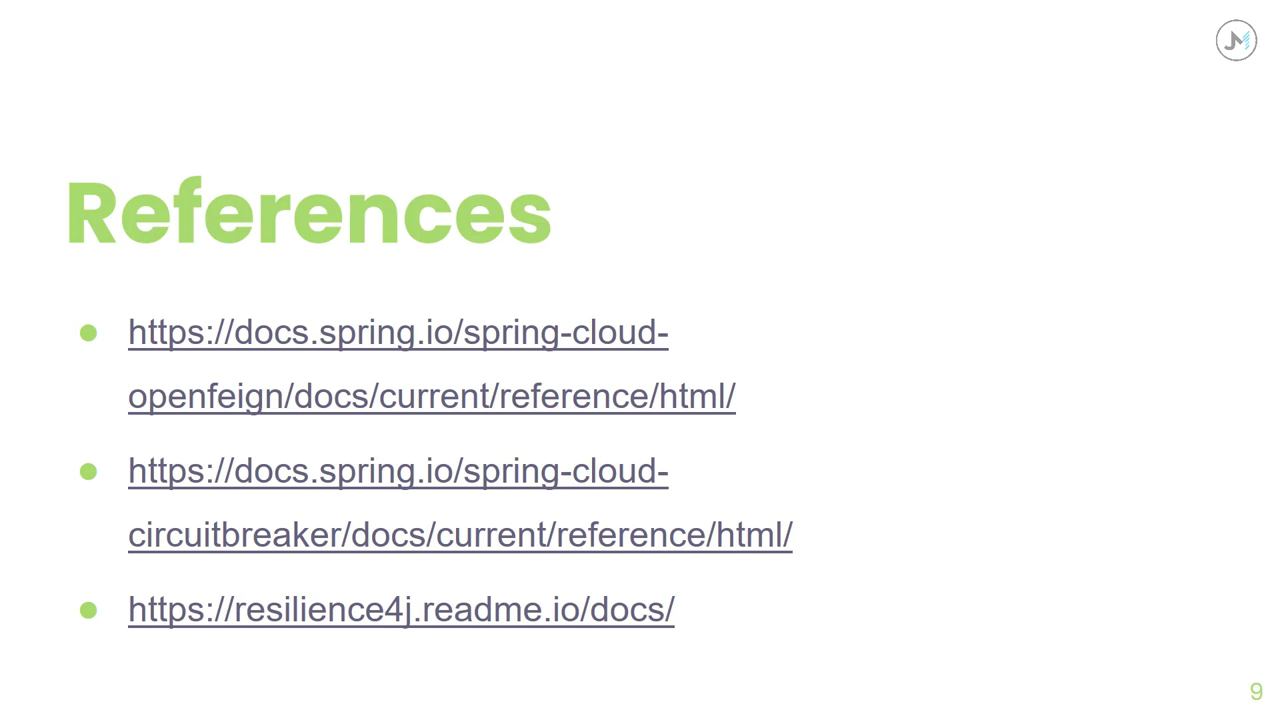 JM
References
https://docs.spring.io/spring-cloud-
openfeign/docs/current/reference/html/
https://docs.spring.io/spring-cloud-
circuitbreaker/docs/current/reference/html/
https://resilience4j.readme.io/docs/
9